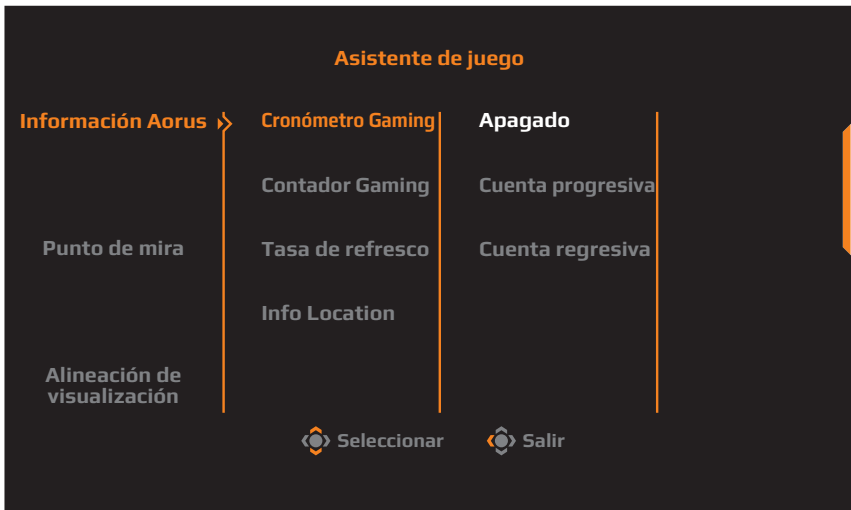 Asistente de juego
Información Aorus
Cronómetro Gaming
Apagado
Contador Gaming
Cuenta progresiva
Punto de mira
Tasa de refresco
Cuenta regresiva
Info Location
Alineación de
visualización
Seleccionar
Salir